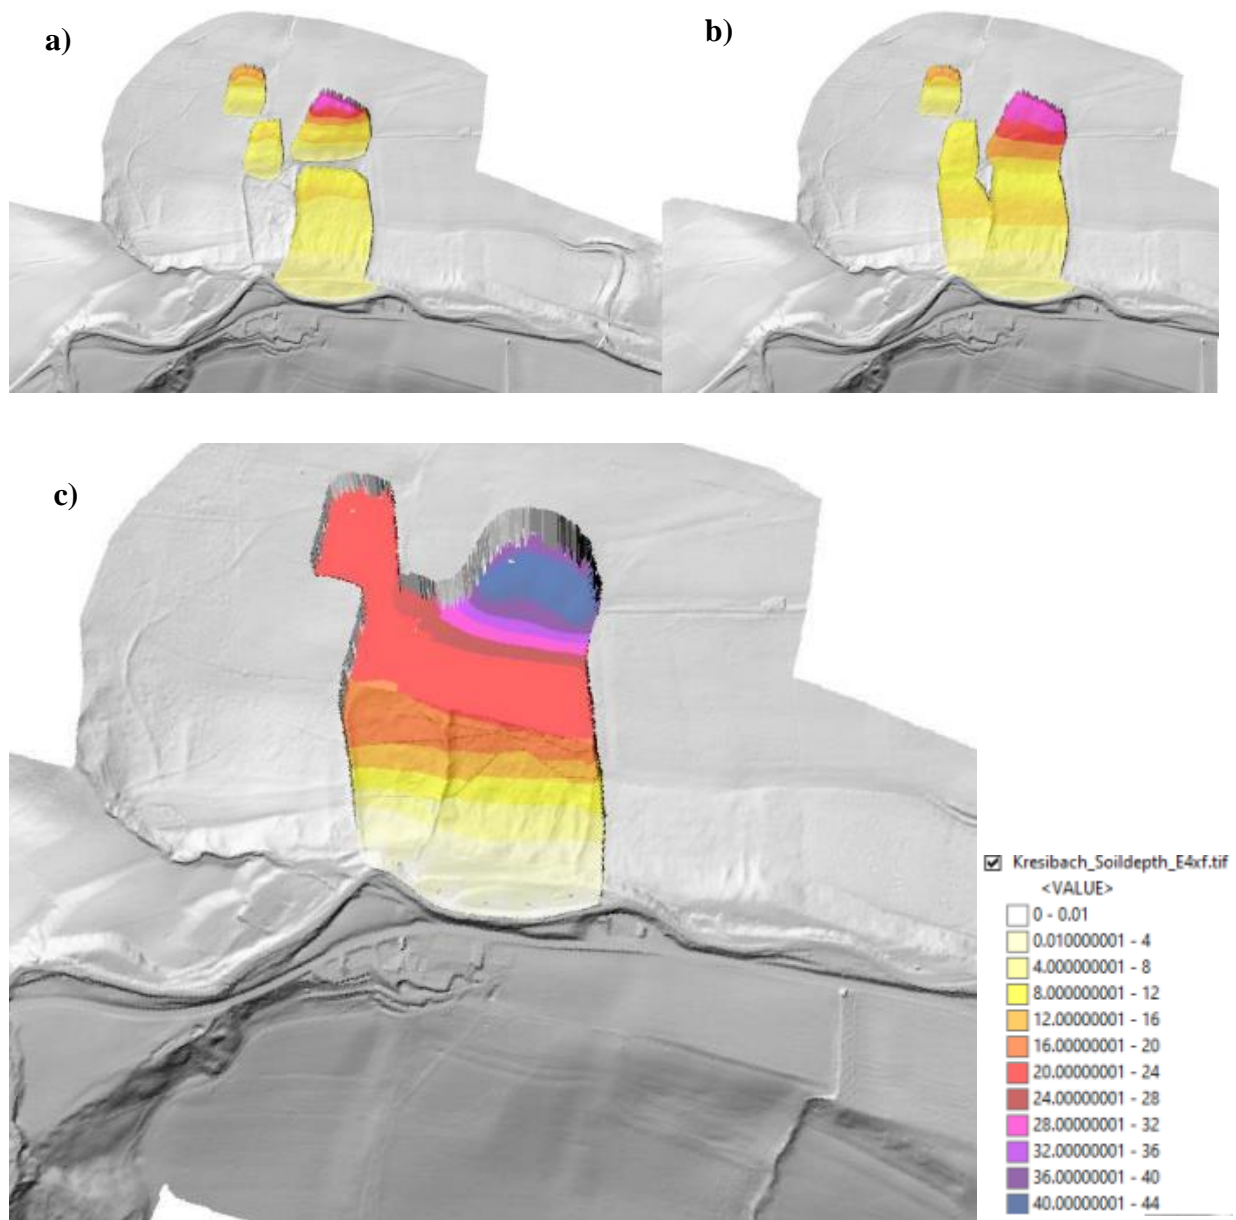 a)
b)
c)
Kresibach_Soildepth_E4xf.tif
<VALUE>
0 - 0.01
0.010000001 - 4
4.000000001 - 8
8.000000001 - 12
12.00000001 - 16
16.00000001 - 20
20.00000001 - 24
24.00000001 - 28
28.00000001 - 32
32.00000001 - 36
36.00000001 - 40
40.00000001 - 44